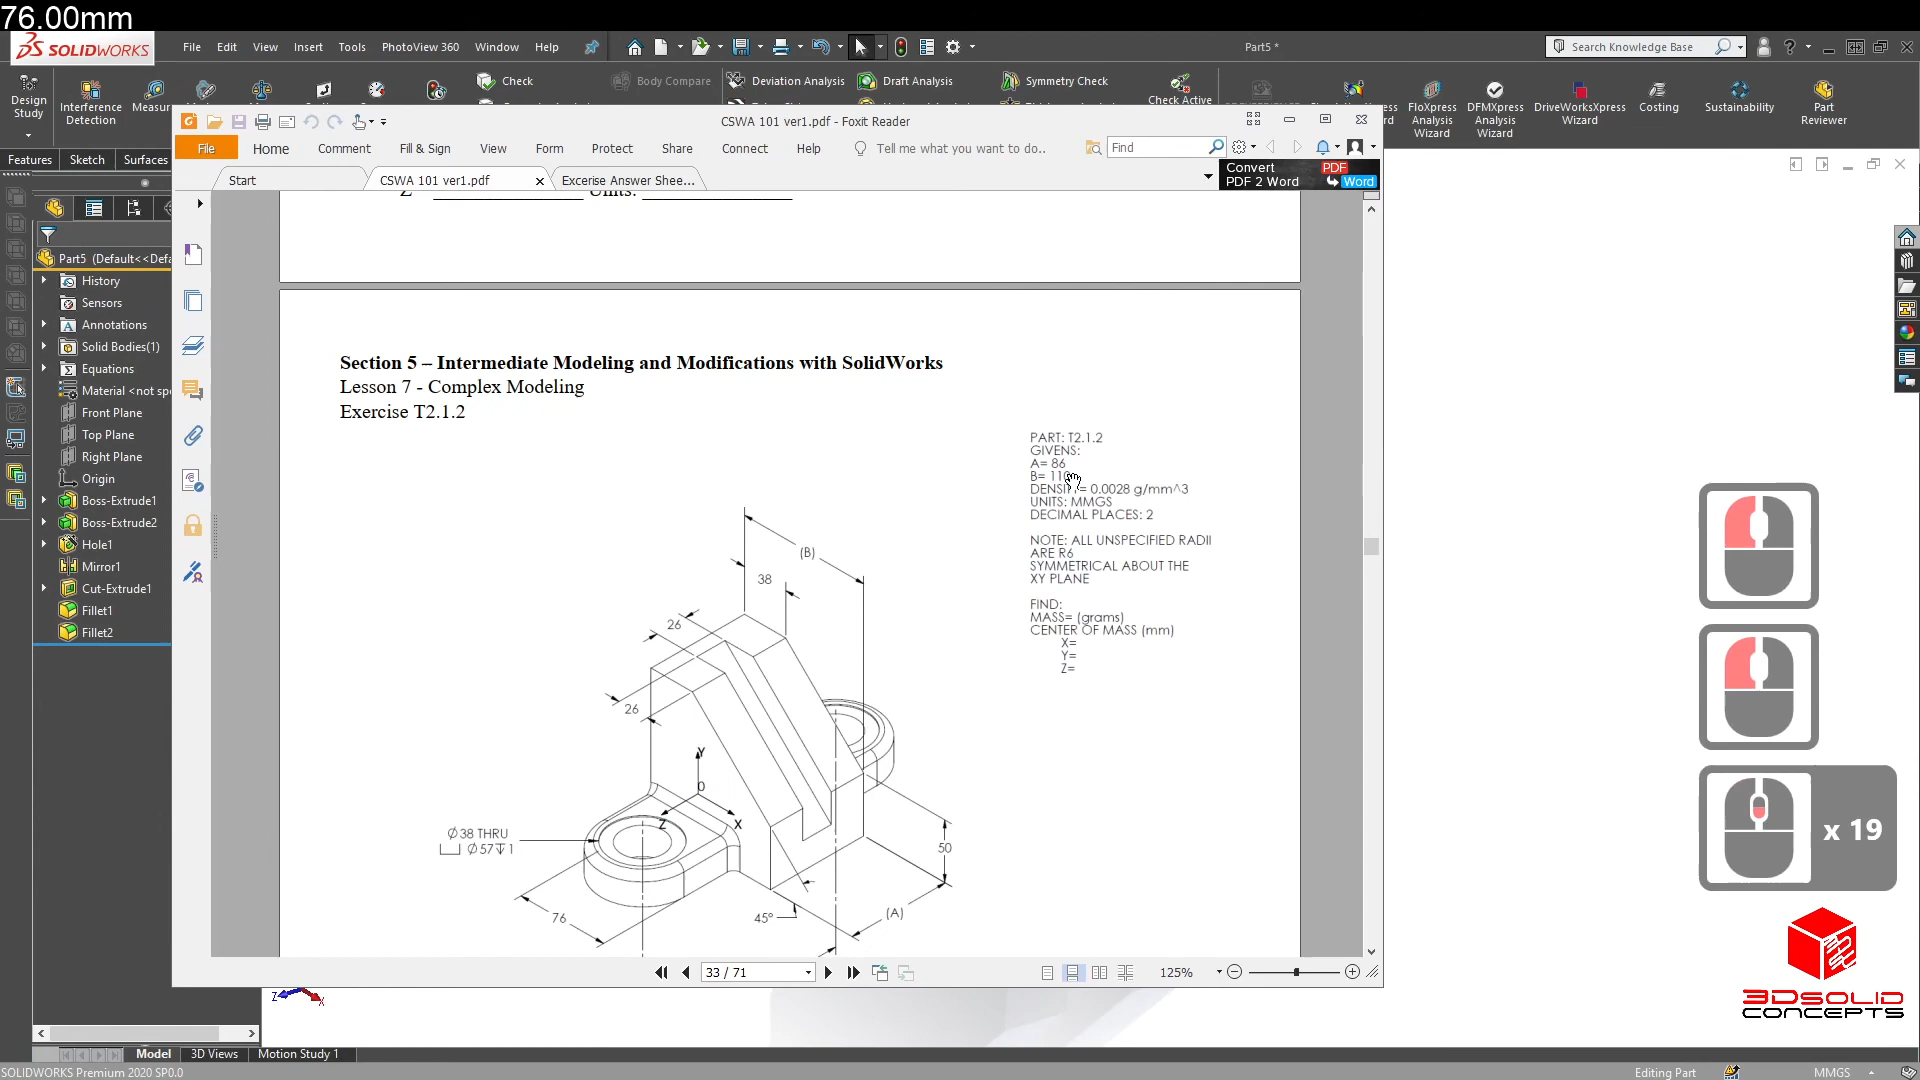 76.00mm
SOLIDWORKS File Edit View Insert Tools PhotoView 360 Window Help Part5 * Search Knowledge Base
Design Study
Interference Detection
Measu
Check
Body Compare
Deviation Analysis
Draft Analysis
Symmetry Check
Check Active
FloXpress Analysis Wizard
DFMXpress Analysis Wizard
DriveWorksXpress Wizard
Costing
Sustainability
Part Reviewer
CSWA 101 ver1.pdf - Foxit Reader
File Home Comment Fill & Sign View Form Protect Share Connect Help Tell me what you want to do.. Find
Features Sketch Surfaces
Start CSWA 101 ver1.pdf Excerise Answer Shee...
Convert PDF
PDF 2 Word Word
Units:
Part5 (Default<<Defa
History
Sensors
Annotations
Solid Bodies(1)
Equations
Material <not sp
Front Plane
Top Plane
Right Plane
Origin
Boss-Extrude1
Boss-Extrude2
Hole1
Mirror1
Cut-Extrude1
Fillet1
Fillet2
Section 5 – Intermediate Modeling and Modifications with SolidWorks
Lesson 7 - Complex Modeling
Exercise T2.1.2
PART: T2.1.2
GIVENS:
A= 86
B= 110
DENSITY= 0.0028 g/mm^3
UNITS: MMGS
DECIMAL PLACES: 2
NOTE: ALL UNSPECIFIED RADII
ARE R6
SYMMETRICAL ABOUT THE
XY PLANE
FIND:
MASS= (grams)
CENTER OF MASS (mm)
X=
Y=
Z=
(B)
38
26
26
Y
0
Z X
Ø38 THRU
⌴ Ø57↧1
50
76
45°
(A)
x 19
33 / 71 125%
3DSOLID
CONCEPTS
Z X
Model 3D Views Motion Study 1
SOLIDWORKS Premium 2020 SP0.0 Editing Part MMGS